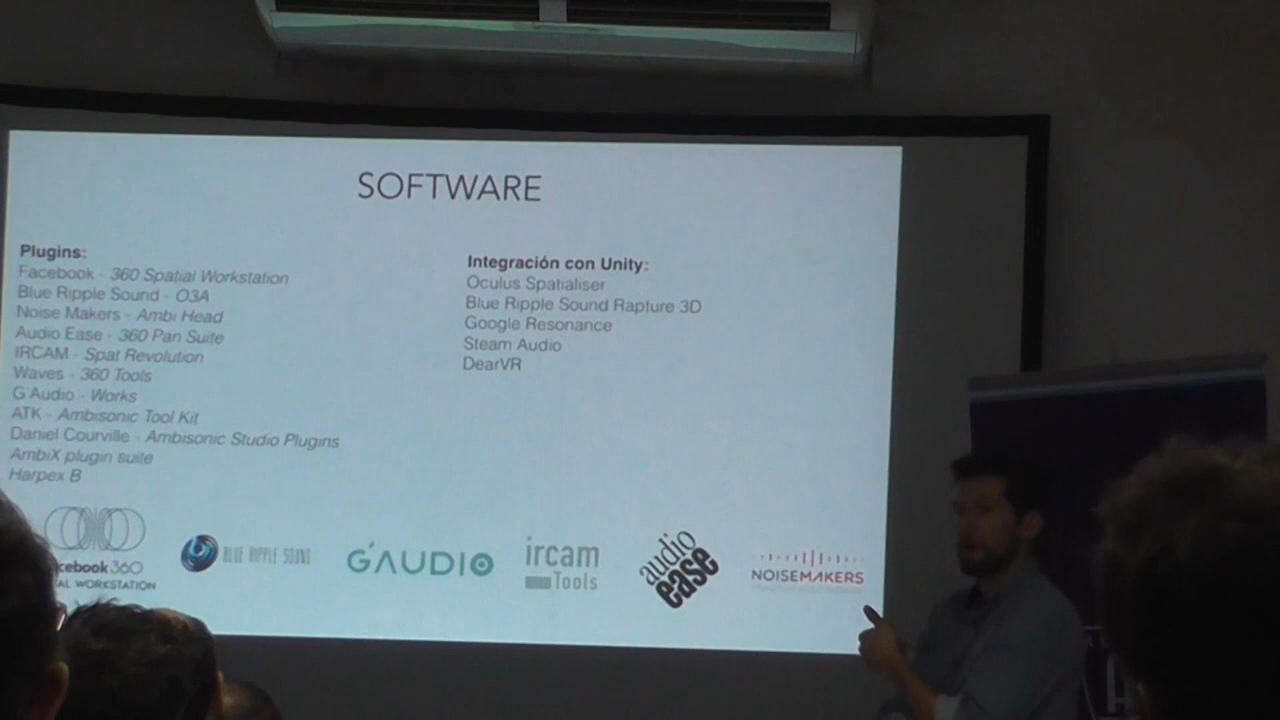 SOFTWARE
Plugins:
Facebook - 360 Spatial Workstation
Blue Ripple Sound - O3A
Noise Makers - Ambi Head
Audio Ease - 360 Pan Suite
IRCAM - Spat Revolution
Waves - 360 Tools
G'Audio - Works
ATK - Ambisonic Tool Kit
Daniel Courville - Ambisonic Studio Plugins
AmbiX plugin suite
Harpex B
Integración con Unity:
Oculus Spatialiser
Blue Ripple Sound Rapture 3D
Google Resonance
Steam Audio
DearVR
cebook360
AL WORKSTATION
BLUE RIPPLE SOUND
G'AUDIO
ircam
Tools
audio
ease
NOISEMAKERS